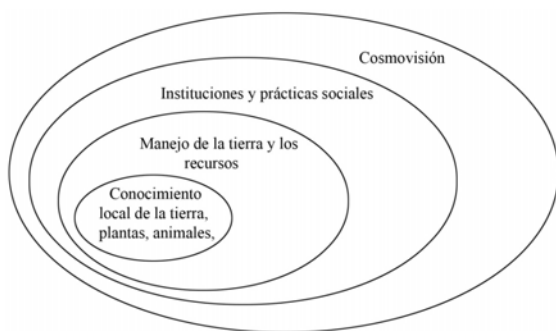 Cosmovisión
Instituciones y prácticas sociales
Manejo de la tierra y los
recursos
Conocimiento
local de la tierra,
plantas, animales,